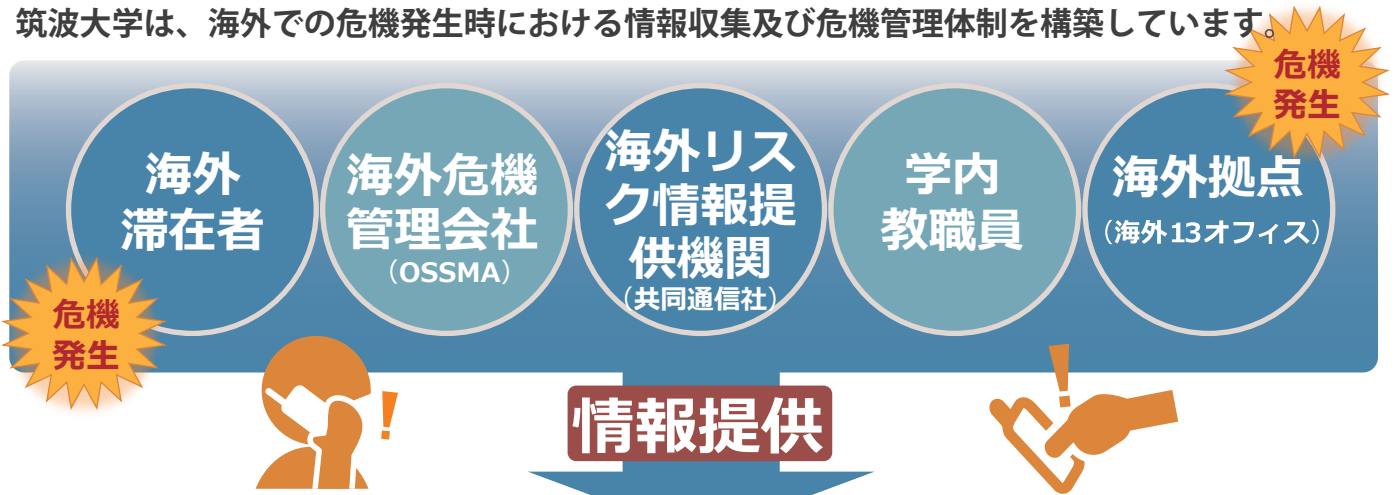 筑波大学は、海外での危機発生時における情報収集及び危機管理体制を構築しています。
危機
発生
海外
滞在者
海外危機
管理会社
（OSSMA）
海外リス
ク情報提
供機関
（共同通信社）
学内
教職員
海外拠点
（海外13オフィス）
危機
発生
!
情報提供
!